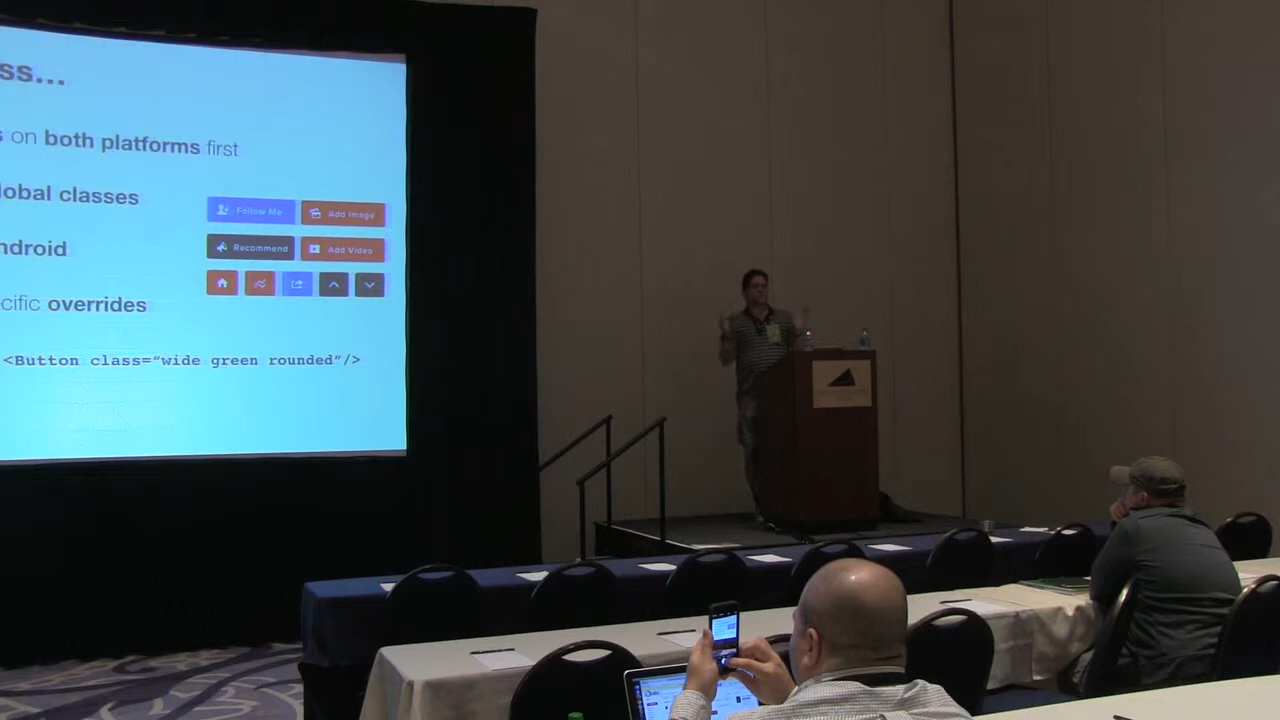 ss...
s on both platforms first
lobal classes
Follow Me
Add Image
ndroid
Recommend
Add Video
cific overrides
<Button class="wide green rounded"/>